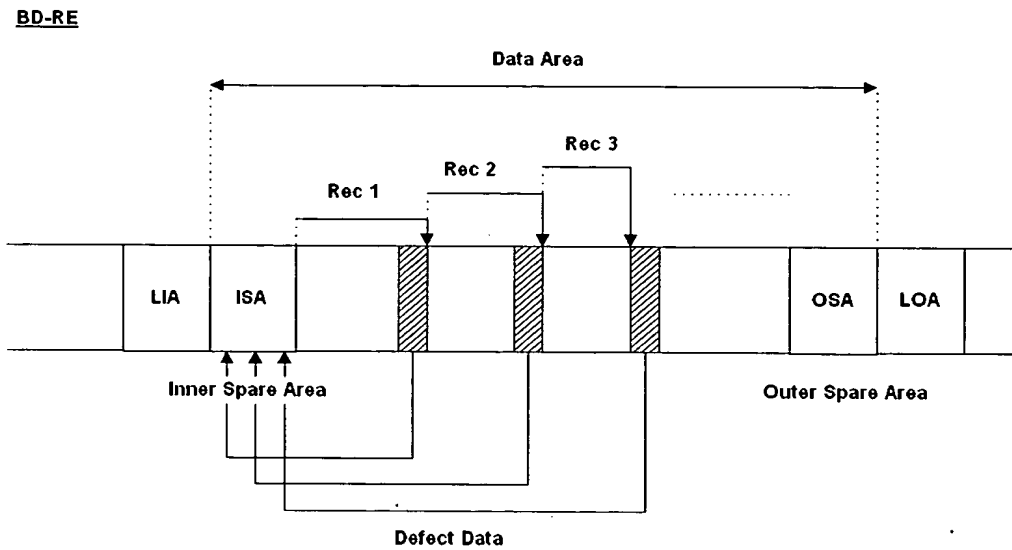 BD-RE
Data Area
Rec 3
Rec 2
Rec 1
LIA
ISA
OSA
LOA
Inner Spare Area
Outer Spare Area
Defect Data